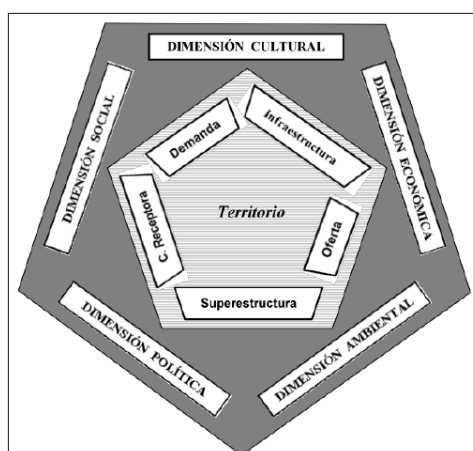 DIMENSIÓN CULTURAL
DIMENSIÓN SOCIAL
DIMENSIÓN ECONÓMICA
Demanda
Infraestructura
C. Receptora
Territorio
Oferta
Superestructura
DIMENSIÓN POLÍTICA
DIMENSIÓN AMBIENTAL